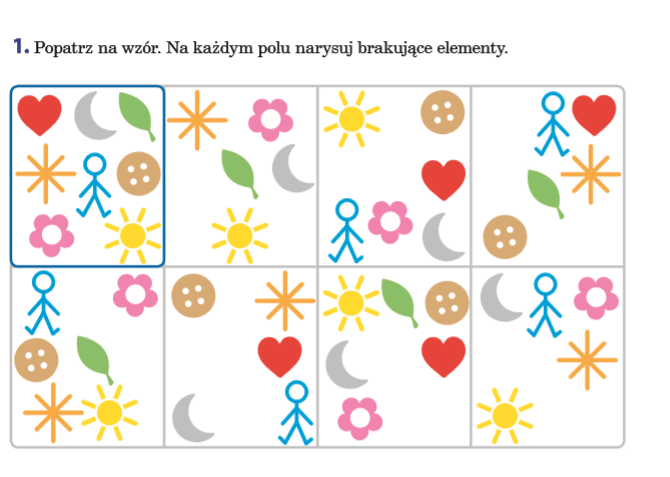 1. Popatrz na wzór. Na każdym polu narysuj brakujące elementy.